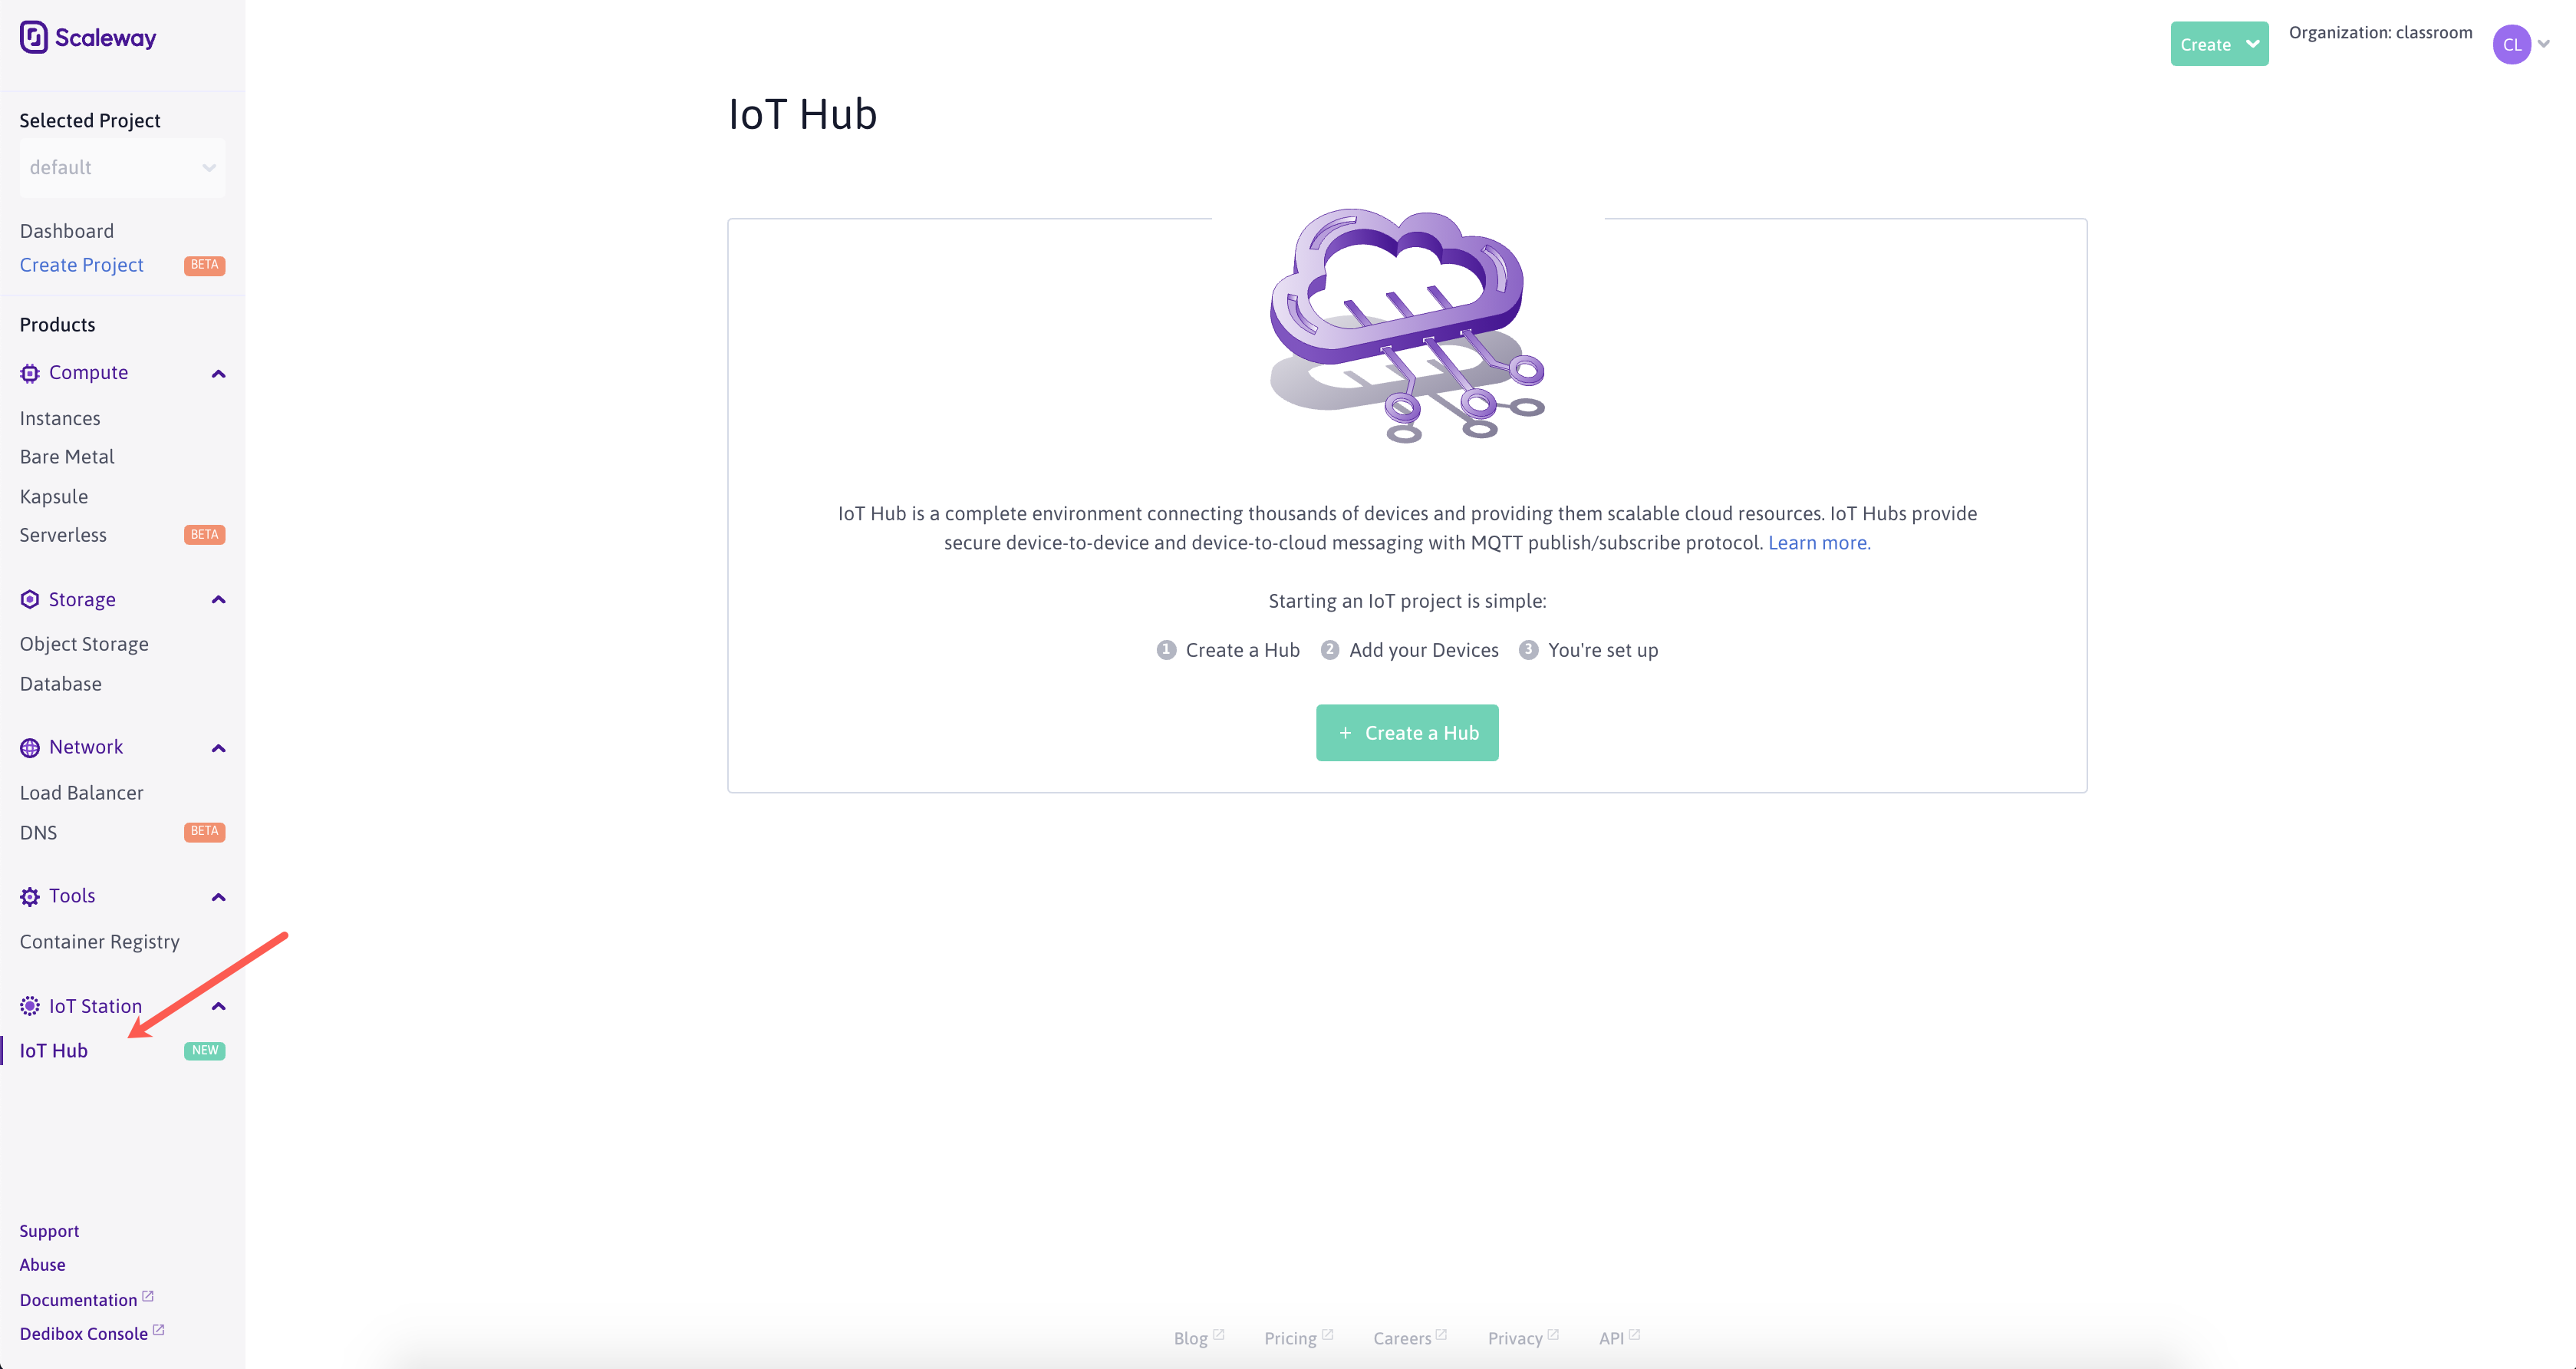 Scaleway
Create
Organization: classroom
CL
Selected Project
default
Dashboard
Create Project BETA
Products
Compute
Instances
Bare Metal
Kapsule
Serverless BETA
Storage
Object Storage
Database
Network
Load Balancer
DNS BETA
Tools
Container Registry
IoT Station
IoT Hub NEW
Support
Abuse
Documentation
Dedibox Console
IoT Hub
IoT Hub is a complete environment connecting thousands of devices and providing them scalable cloud resources. IoT Hubs provide
secure device-to-device and device-to-cloud messaging with MQTT publish/subscribe protocol. Learn more.
Starting an IoT project is simple:
1 Create a Hub 2 Add your Devices 3 You're set up
+ Create a Hub
Blog Pricing Careers Privacy API